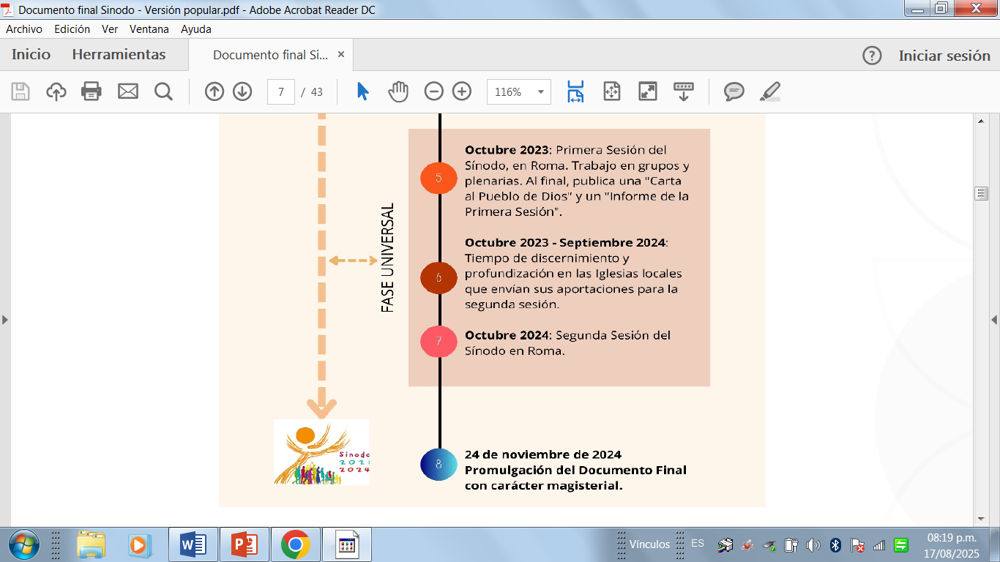 Documento final Sinodo - Versión popular.pdf - Adobe Acrobat Reader DC
Archivo Edición Ver Ventana Ayuda
Inicio Herramientas Documento final Si... × ? Iniciar sesión
7 / 43 116%
5
Octubre 2023: Primera Sesión del
Sínodo, en Roma. Trabajo en grupos y
plenarias. Al final, publica una "Carta
al Pueblo de Dios" y un "Informe de la
Primera Sesión".
FASE UNIVERSAL
6
Octubre 2023 - Septiembre 2024:
Tiempo de discernimiento y
profundización en las Iglesias locales
que envían sus aportaciones para la
segunda sesión.
7
Octubre 2024: Segunda Sesión del
Sínodo en Roma.
Sínodo
2021
2024
8
24 de noviembre de 2024
Promulgación del Documento Final
con carácter magisterial.
Vínculos ES 08:19 p.m.
17/08/2025